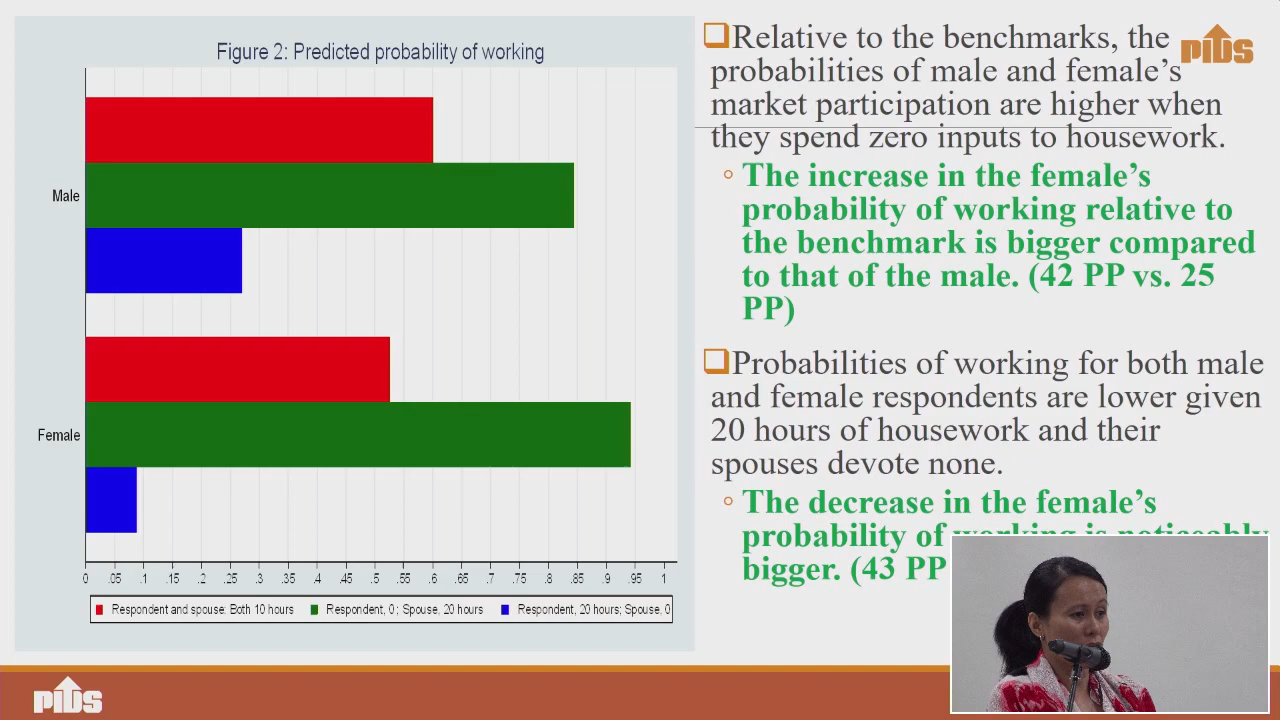 Figure 2: Predicted probability of working
Male
Female
0 .05 .1 .15 .2 .25 .3 .35 .4 .45 .5 .55 .6 .65 .7 .75 .8 .85 .9 .95 1
Respondent and spouse: Both 10 hours Respondent, 0 ; Spouse, 20 hours Respondent, 20 hours; Spouse, 0
PIDS
Relative to the benchmarks, the
probabilities of male and female’s
market participation are higher when
they spend zero inputs to housework.
The increase in the female’s
probability of working relative to
the benchmark is bigger compared
to that of the male. (42 PP vs. 25
PP)
Probabilities of working for both male
and female respondents are lower given
20 hours of housework and their
spouses devote none.
The decrease in the female’s
probability of working is noticeably
bigger. (43 PP
PIDS